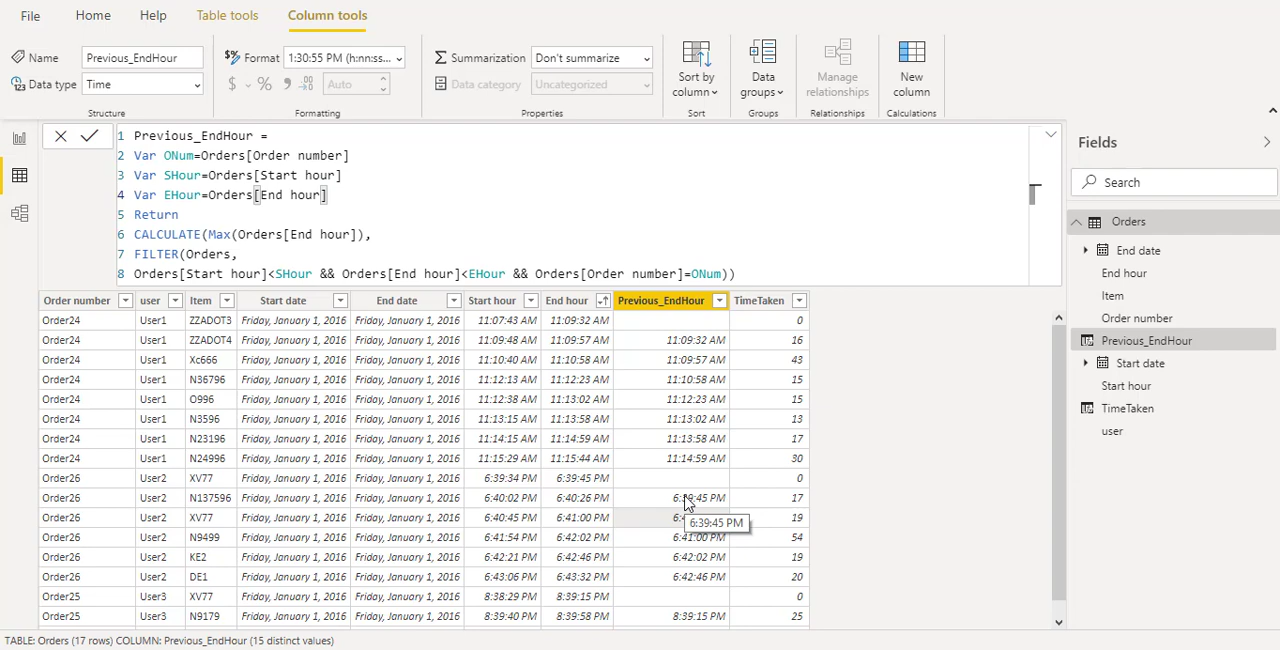 File Home Help Table tools Column tools
Name Previous_EndHour Format 1:30:55 PM (h:nn:ss... Summarization Don't summarize Sort by column Data groups Manage relationships New column
Data type Time $ % 9 Auto Data category Uncategorized
Structure Formatting Properties Sort Groups Relationships Calculations
1 Previous_EndHour =
2 Var ONum=Orders[Order number]
3 Var SHour=Orders[Start hour]
4 Var EHour=Orders[End hour]
5 Return
6 CALCULATE(Max(Orders[End hour]),
7 FILTER(Orders,
8 Orders[Start hour]<SHour && Orders[End hour]<EHour && Orders[Order number]=ONum))
Order number user Item Start date End date Start hour End hour Previous_EndHour TimeTaken
Order24 User1 ZZADOT3 Friday, January 1, 2016 Friday, January 1, 2016 11:07:43 AM 11:09:32 AM 0
Order24 User1 ZZADOT4 Friday, January 1, 2016 Friday, January 1, 2016 11:09:48 AM 11:09:57 AM 11:09:32 AM 16
Order24 User1 Xc666 Friday, January 1, 2016 Friday, January 1, 2016 11:10:40 AM 11:10:58 AM 11:09:57 AM 43
Order24 User1 N36796 Friday, January 1, 2016 Friday, January 1, 2016 11:12:13 AM 11:12:23 AM 11:10:58 AM 15
Order24 User1 O996 Friday, January 1, 2016 Friday, January 1, 2016 11:12:38 AM 11:13:02 AM 11:12:23 AM 15
Order24 User1 N3596 Friday, January 1, 2016 Friday, January 1, 2016 11:13:15 AM 11:13:58 AM 11:13:02 AM 13
Order24 User1 N23196 Friday, January 1, 2016 Friday, January 1, 2016 11:14:15 AM 11:14:59 AM 11:13:58 AM 17
Order24 User1 N24996 Friday, January 1, 2016 Friday, January 1, 2016 11:15:29 AM 11:15:44 AM 11:14:59 AM 30
Order26 User2 XV77 Friday, January 1, 2016 Friday, January 1, 2016 6:39:34 PM 6:39:45 PM 0
Order26 User2 N137596 Friday, January 1, 2016 Friday, January 1, 2016 6:40:02 PM 6:40:26 PM 6:39:45 PM 17
Order26 User2 XV77 Friday, January 1, 2016 Friday, January 1, 2016 6:40:45 PM 6:41:00 PM 19
6:39:45 PM
Order26 User2 N9499 Friday, January 1, 2016 Friday, January 1, 2016 6:41:54 PM 6:42:02 PM 6:41:00 PM 54
Order26 User2 KE2 Friday, January 1, 2016 Friday, January 1, 2016 6:42:21 PM 6:42:46 PM 6:42:02 PM 19
Order26 User2 DE1 Friday, January 1, 2016 Friday, January 1, 2016 6:43:06 PM 6:43:32 PM 6:42:46 PM 20
Order25 User3 XV77 Friday, January 1, 2016 Friday, January 1, 2016 8:38:29 PM 8:39:15 PM 0
Order25 User3 N9179 Friday, January 1, 2016 Friday, January 1, 2016 8:39:40 PM 8:39:58 PM 8:39:15 PM 25
TABLE: Orders (17 rows) COLUMN: Previous_EndHour (15 distinct values)
Fields
Search
Orders
End date
End hour
Item
Order number
Previous_EndHour
Start date
Start hour
TimeTaken
user